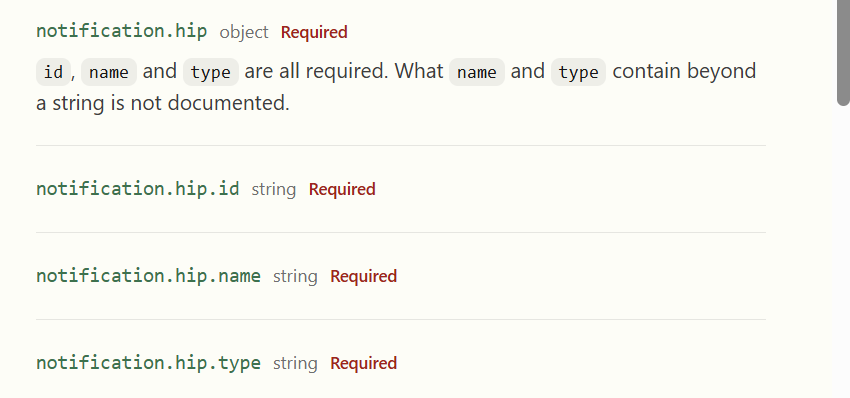 notification.hip object Required
id, name and type are all required. What name and type contain beyond
a string is not documented.
notification.hip.id string Required
notification.hip.name string Required
notification.hip.type string Required